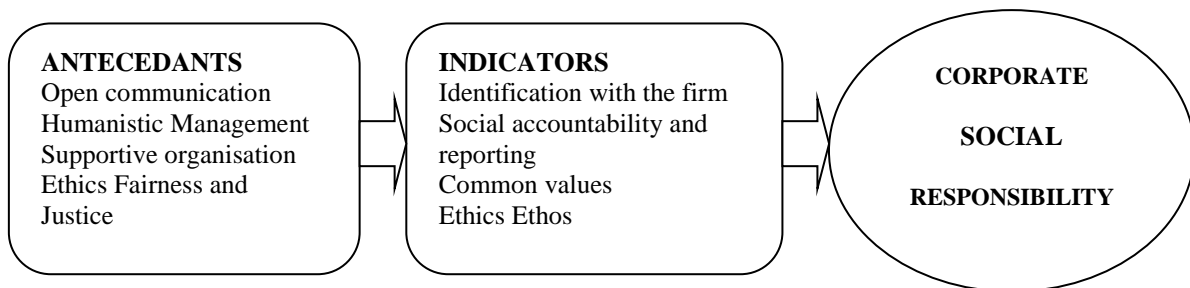 ANTECEDANTS
Open communication
Humanistic Management
Supportive organisation
Ethics Fairness and
Justice
INDICATORS
Identification with the firm
Social accountability and
reporting
Common values
Ethics Ethos
CORPORATE
SOCIAL
RESPONSIBILITY